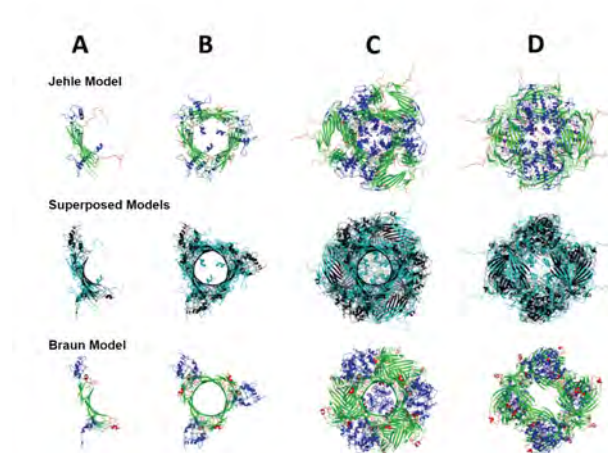 A B C D
Jehle Model
Superposed Models
Braun Model